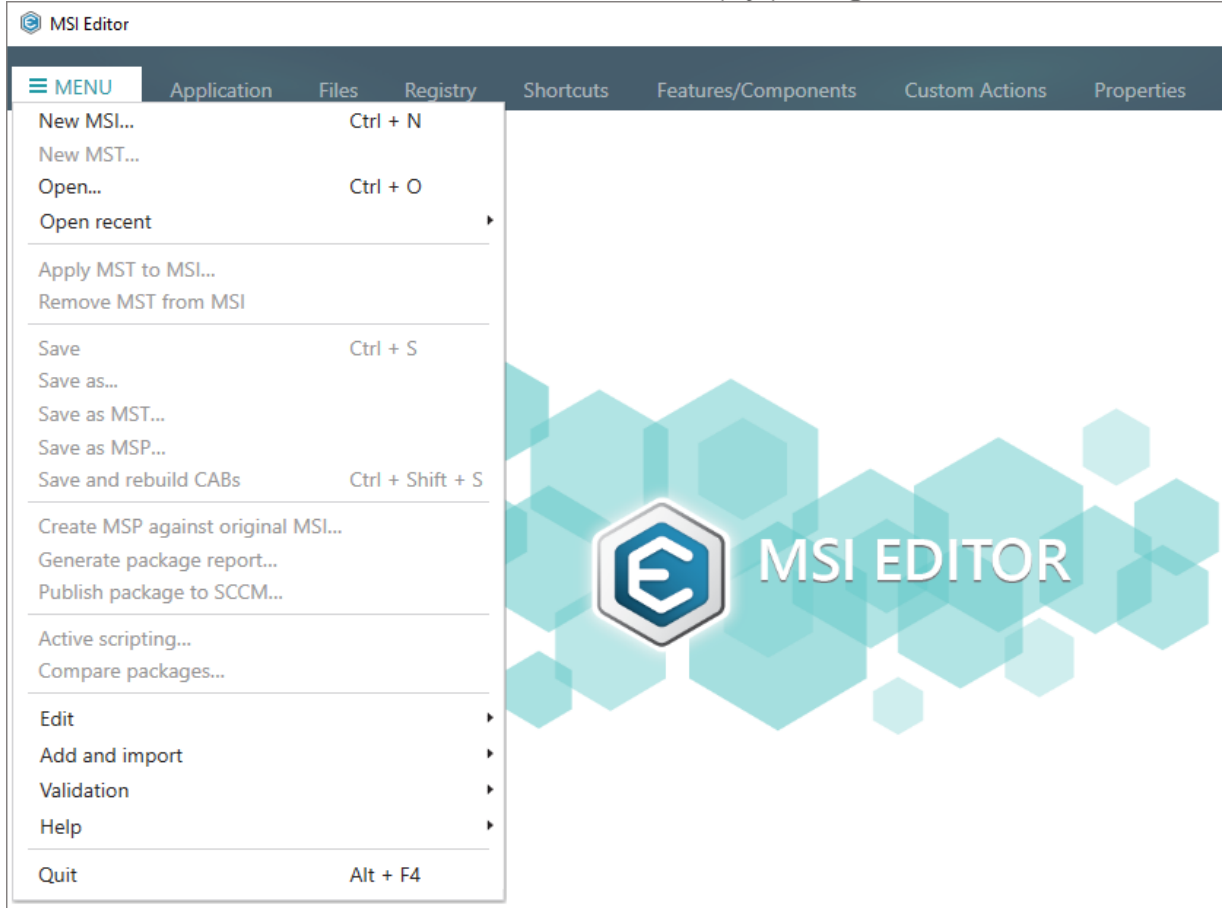 MSI Editor
MENU Application Files Registry Shortcuts Features/Components Custom Actions Properties
New MSI... Ctrl + N
New MST...
Open... Ctrl + O
Open recent
Apply MST to MSI...
Remove MST from MSI
Save Ctrl + S
Save as...
Save as MST...
Save as MSP...
Save and rebuild CABs Ctrl + Shift + S
Create MSP against original MSI...
Generate package report...
Publish package to SCCM...
Active scripting...
Compare packages...
Edit
Add and import
Validation
Help
Quit Alt + F4
MSI EDITOR